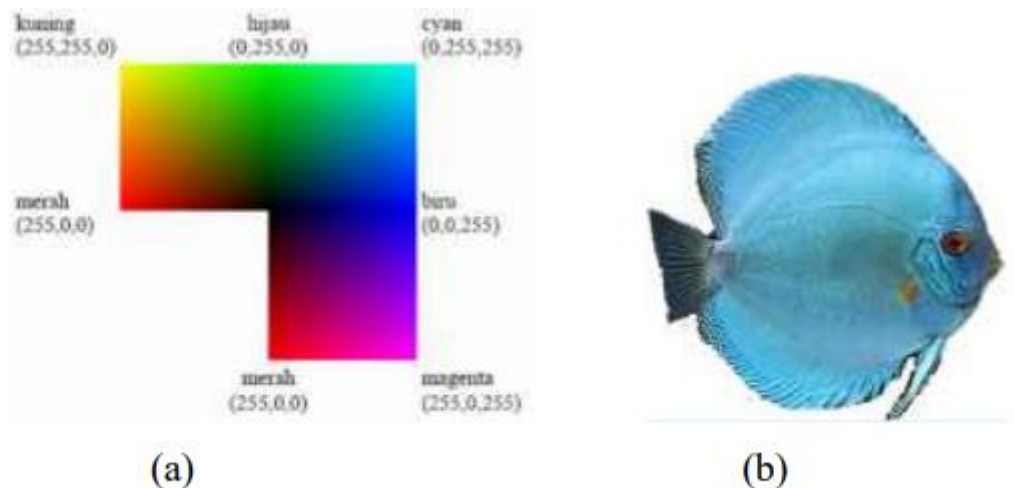 kuning
(255,255,0)
hijau
(0,255,0)
cyan
(0,255,255)
merah
(255,0,0)
biru
(0,0,255)
merah
(255,0,0)
magenta
(255,0,255)
(a)
(b)